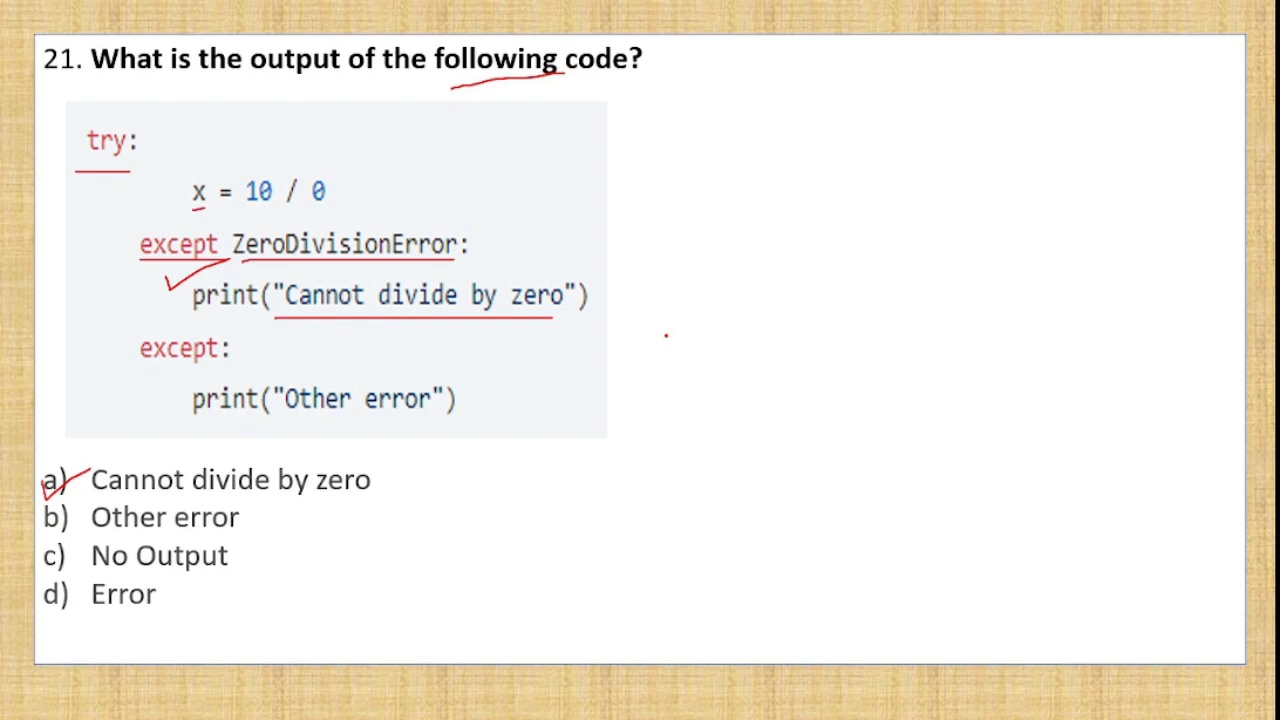 21. What is the output of the following code?
try:
x = 10 / 0
except ZeroDivisionError:
print("Cannot divide by zero")
except:
print("Other error")
a) Cannot divide by zero
b) Other error
c) No Output
d) Error